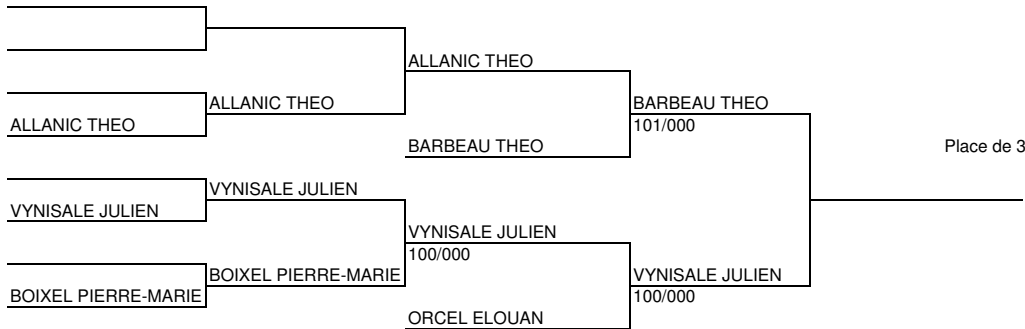 ALLANIC THEO
ALLANIC THEO
BARBEAU THEO
ALLANIC THEO
101/000
BARBEAU THEO
Place de 3
VYNISALE JULIEN
VYNISALE JULIEN
VYNISALE JULIEN
100/000
BOIXEL PIERRE-MARIE
VYNISALE JULIEN
BOIXEL PIERRE-MARIE
100/000
ORCEL ELOUAN